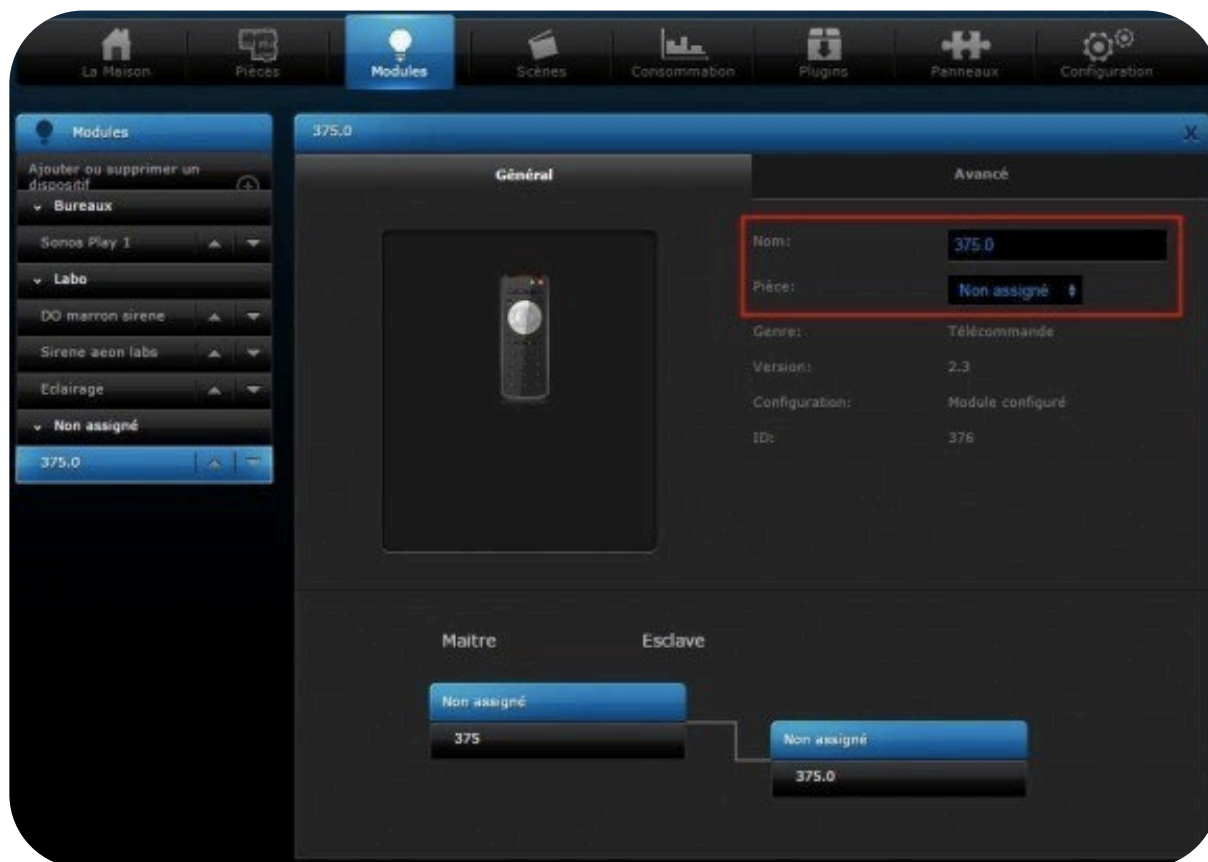 La Maison
Pièces
Modules
Scènes
Consommation
Plugins
Panneaux
Configuration
Modules
Ajouter ou supprimer un
dispositif
Bureaux
Sonos Play 1
Labo
DO marron sirene
Sirene aeon labs
Eclairage
Non assigné
375.0
375.0
X
Général
Avancé
Nom:
375.0
Pièce:
Non assigné
Genre:
Télécommande
Version:
2.3
Configuration:
Module configuré
ID:
376
Maitre
Esclave
Non assigné
375
Non assigné
375.0